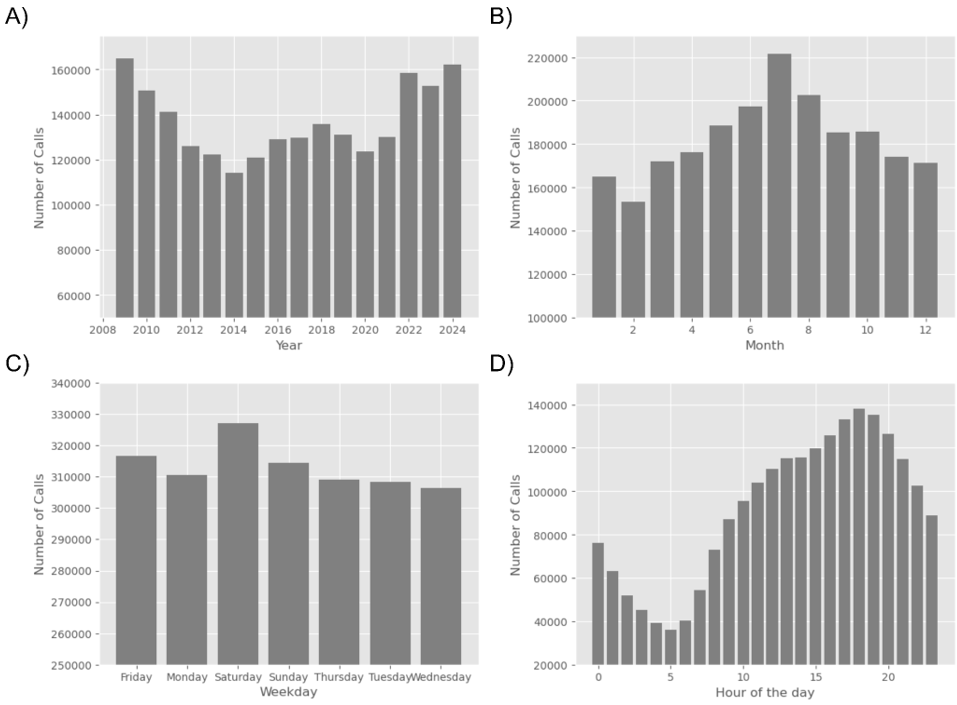 A)
Number of Calls
160000
140000
120000
100000
80000
60000
2008 2010 2012 2014 2016 2018 2020 2022 2024
Year
B)
Number of Calls
220000
200000
180000
160000
140000
120000
100000
2 4 6 8 10 12
Month
C)
Number of Calls
340000
330000
320000
310000
300000
290000
280000
270000
260000
250000
Friday Monday Saturday Sunday Thursday Tuesday Wednesday
Weekday
D)
Number of Calls
140000
120000
100000
80000
60000
40000
20000
0 5 10 15 20
Hour of the day